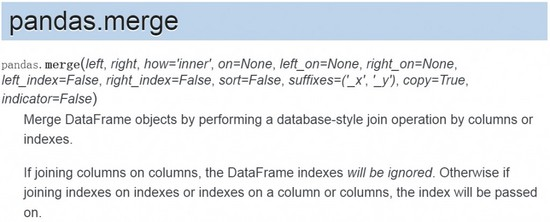 pandas.merge
pandas.merge(left, right, how='inner', on=None, left_on=None, right_on=None,
left_index=False, right_index=False, sort=False, suffixes=('_x', '_y'), copy=True,
indicator=False)
Merge DataFrame objects by performing a database-style join operation by columns or
indexes.
If joining columns on columns, the DataFrame indexes will be ignored. Otherwise if
joining indexes on indexes or indexes on a column or columns, the index will be passed
on.